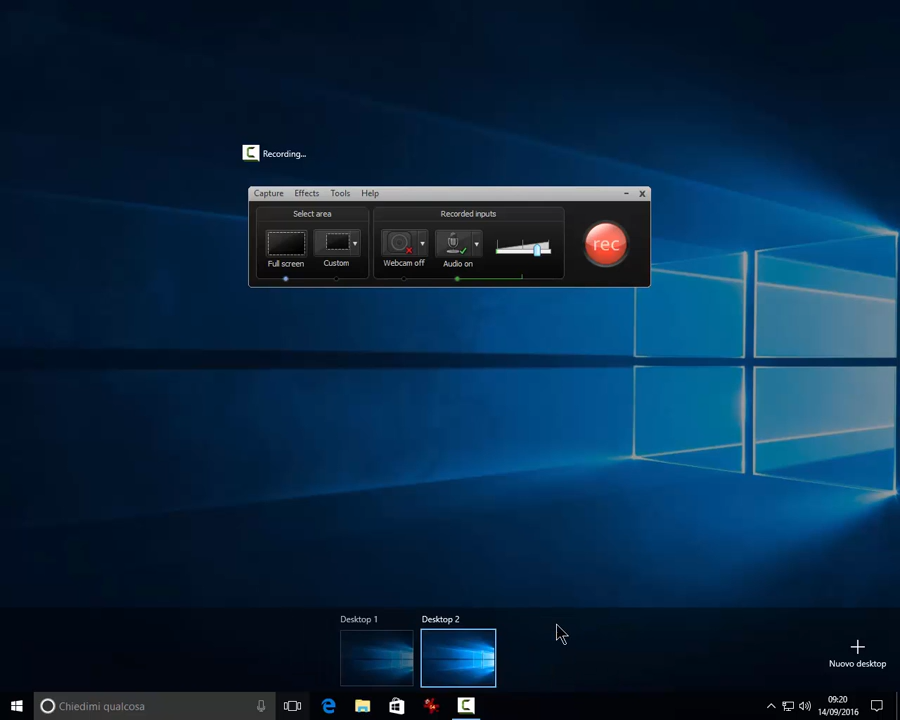 Recording...
Capture Effects Tools Help
Select area
Recorded inputs
rec
Full screen
Custom
Webcam off
Audio on
Desktop 1
Desktop 2
Nuovo desktop
Chiedimi qualcosa
09:20
14/09/2016